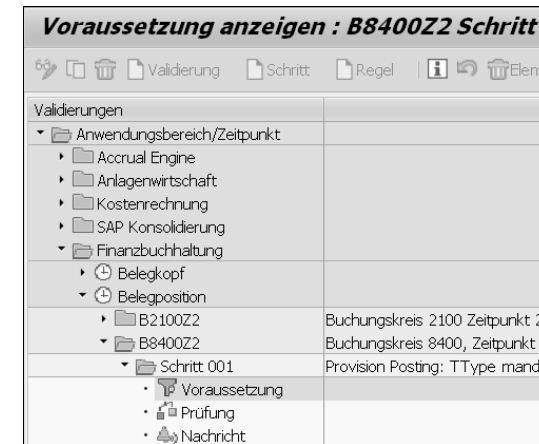 Voraussetzung anzeigen : B8400Z2 Schritt
Validierung Schritt Regel Elem
Validierungen
Anwendungsbereich/Zeitpunkt
Accrual Engine
Anlagenwirtschaft
Kostenrechnung
SAP Konsolidierung
Finanzbuchhaltung
Belegkopf
Belegposition
B2100Z2 Buchungskreis 2100 Zeitpunkt 2
B8400Z2 Buchungskreis 8400, Zeitpunkt
Schritt 001 Provision Posting: TType mand
Voraussetzung
Prüfung
Nachricht